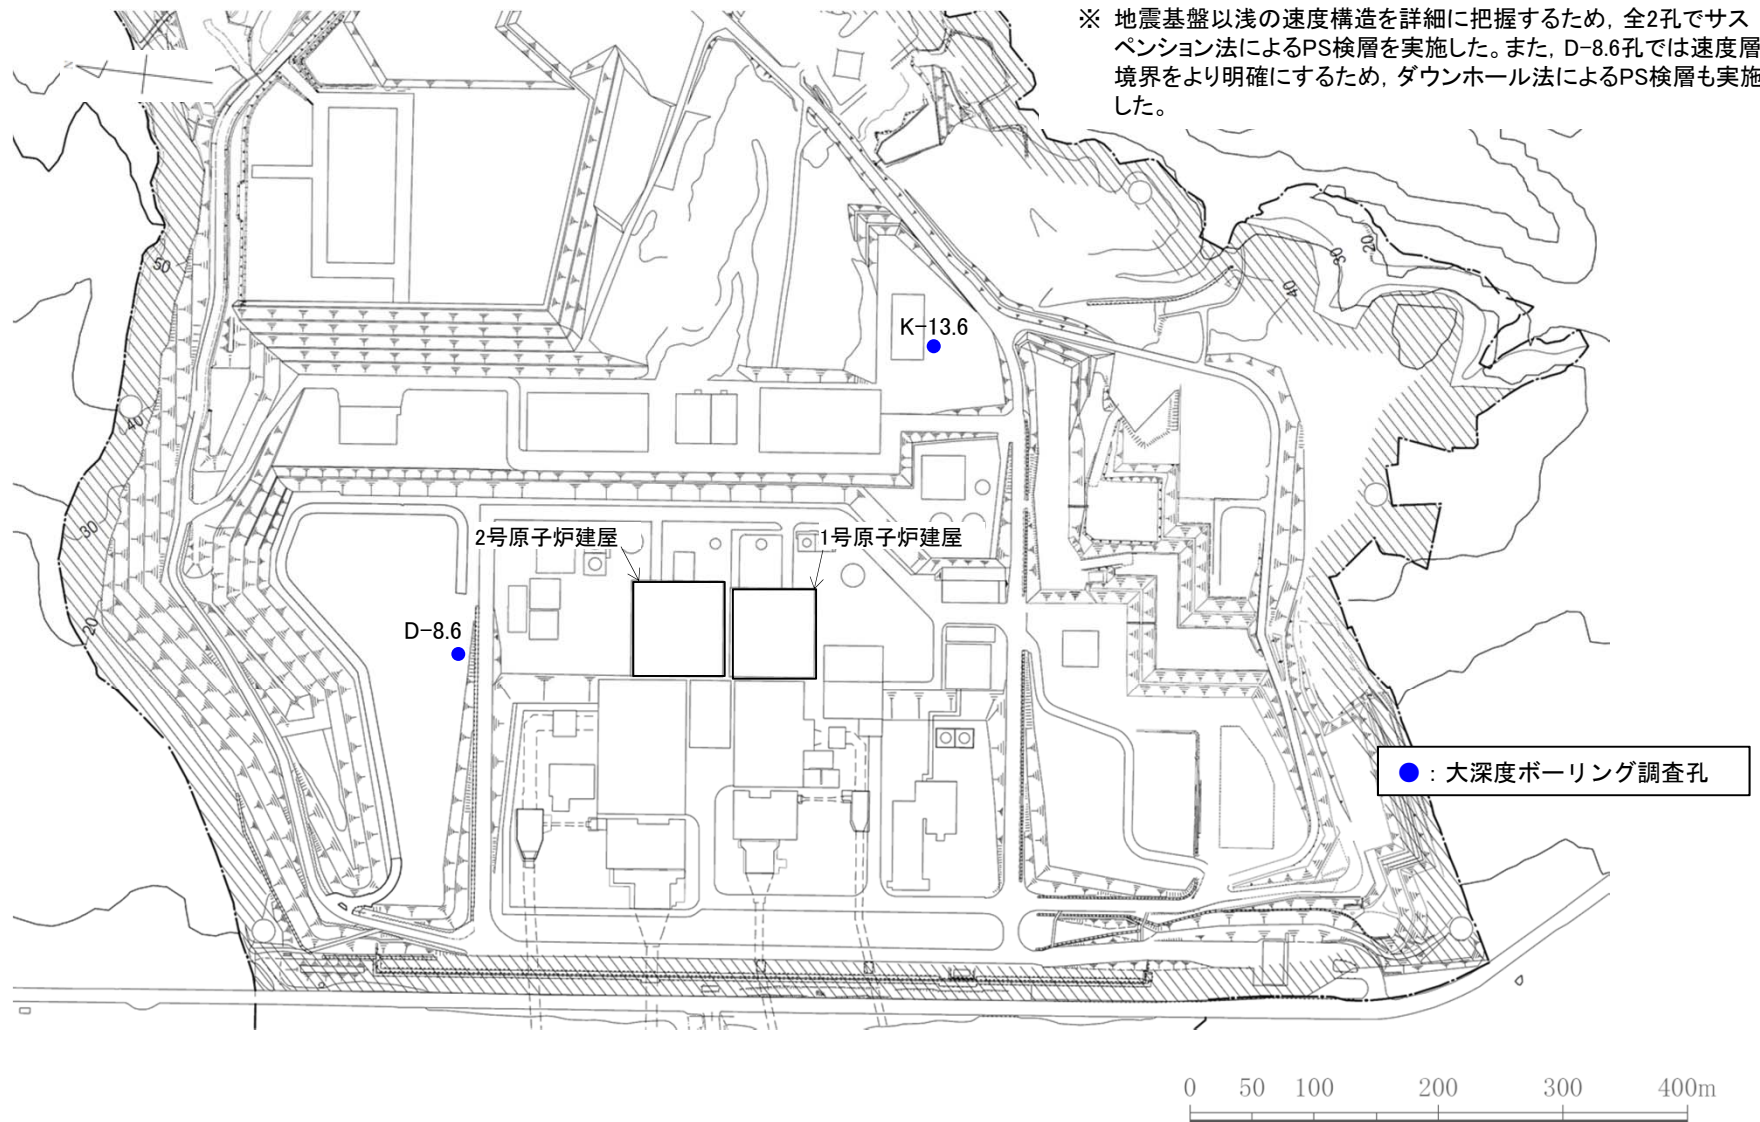 ※ 地震基盤以浅の速度構造を詳細に把握するため，全2孔でサス
ペンション法によるPS検層を実施した。また，D-8.6孔では速度層
境界をより明確にするため，ダウンホール法によるPS検層も実施
した。
50
30
20
40
K-13.6
40
30
2号原子炉建屋
1号原子炉建屋
20
D-8.6
●：大深度ボーリング調査孔
0 50 100 200 300 400m